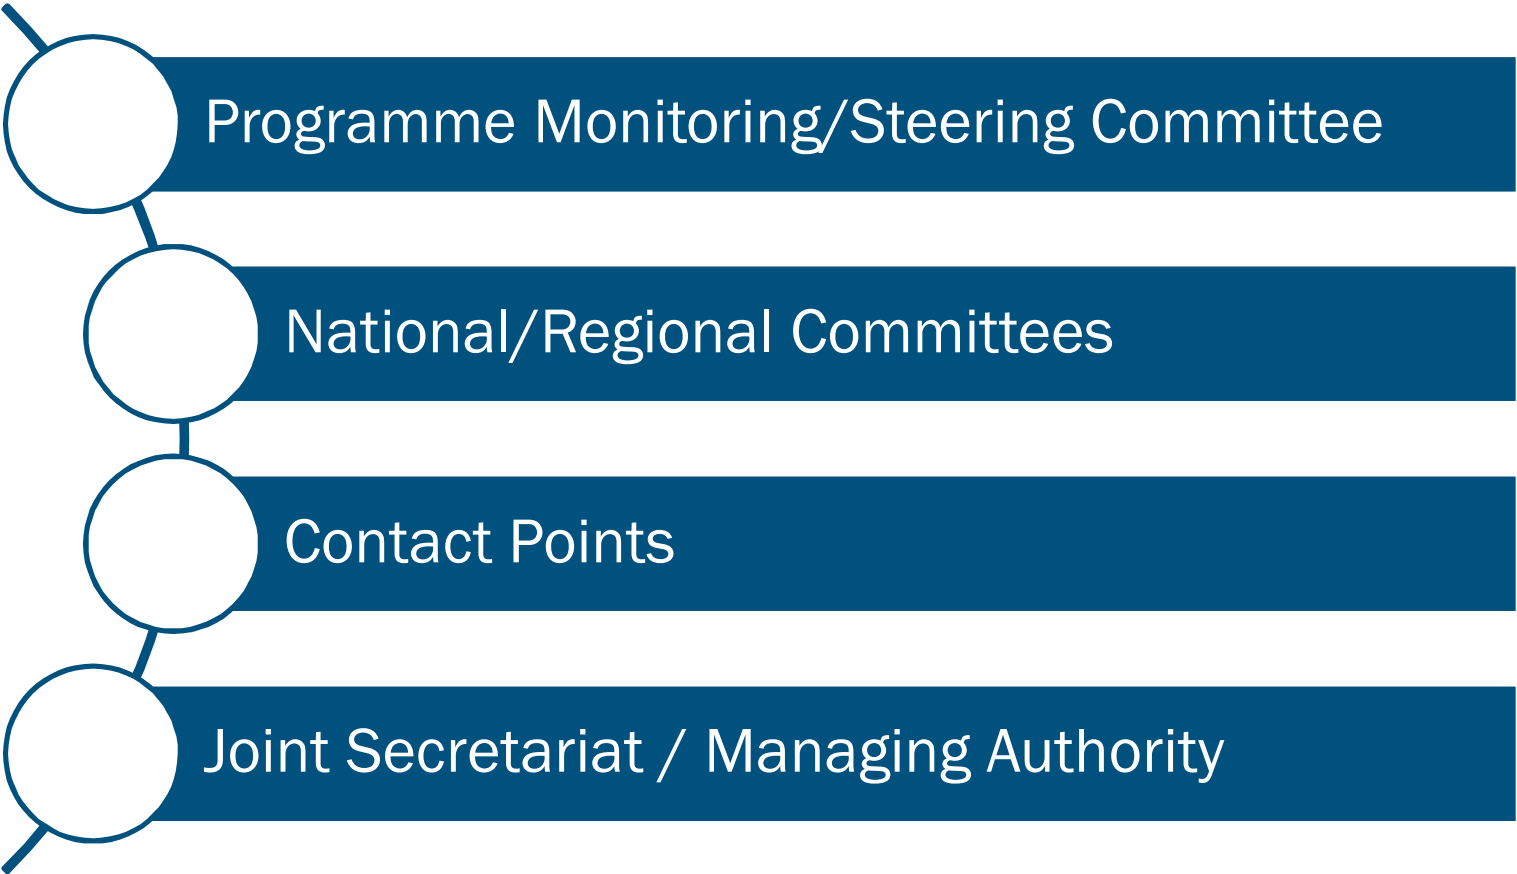 Programme Monitoring/Steering Committee
National/Regional Committees
Contact Points
Joint Secretariat / Managing Authority